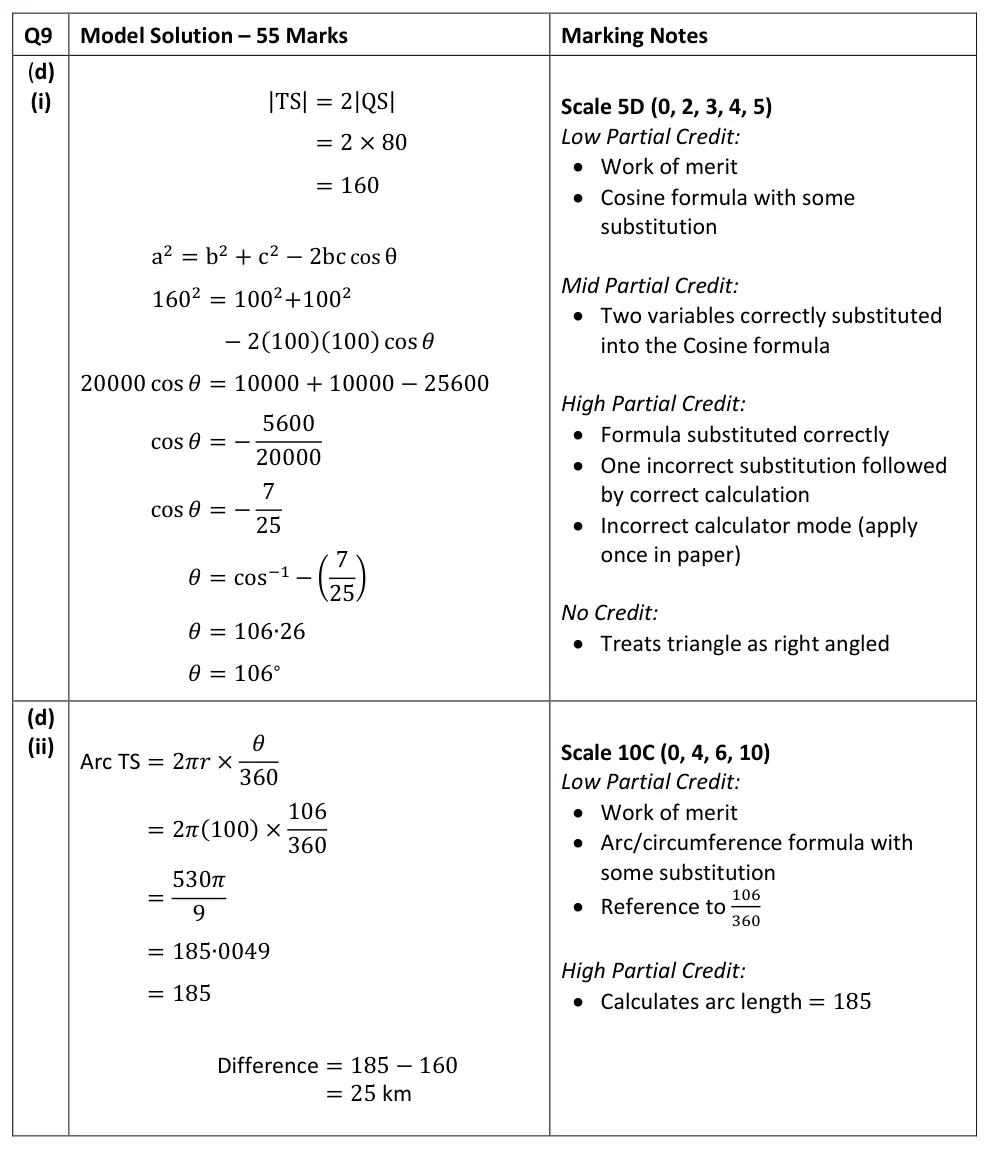 Q9 Model Solution – 55 Marks Marking Notes
(d)
(i)
|TS| = 2|QS|
= 2 × 80
= 160
a² = b² + c² − 2bc cos θ
160² = 100²+100²
− 2(100)(100) cos 𝜃
20000 cos 𝜃 = 10000 + 10000 − 25600
cos 𝜃 = − 5600/20000
cos 𝜃 = − 7/25
𝜃 = cos⁻¹ − (7/25)
𝜃 = 106·26
𝜃 = 106°
Scale 5D (0, 2, 3, 4, 5)
Low Partial Credit:
• Work of merit
• Cosine formula with some
substitution
Mid Partial Credit:
• Two variables correctly substituted
into the Cosine formula
High Partial Credit:
• Formula substituted correctly
• One incorrect substitution followed
by correct calculation
• Incorrect calculator mode (apply
once in paper)
No Credit:
• Treats triangle as right angled
(d)
(ii)
Arc TS = 2𝜋𝑟 × 𝜃/360
= 2𝜋(100) × 106/360
= 530𝜋/9
= 185·0049
= 185
Difference = 185 − 160
= 25 km
Scale 10C (0, 4, 6, 10)
Low Partial Credit:
• Work of merit
• Arc/circumference formula with
some substitution
• Reference to 106/360
High Partial Credit:
• Calculates arc length = 185